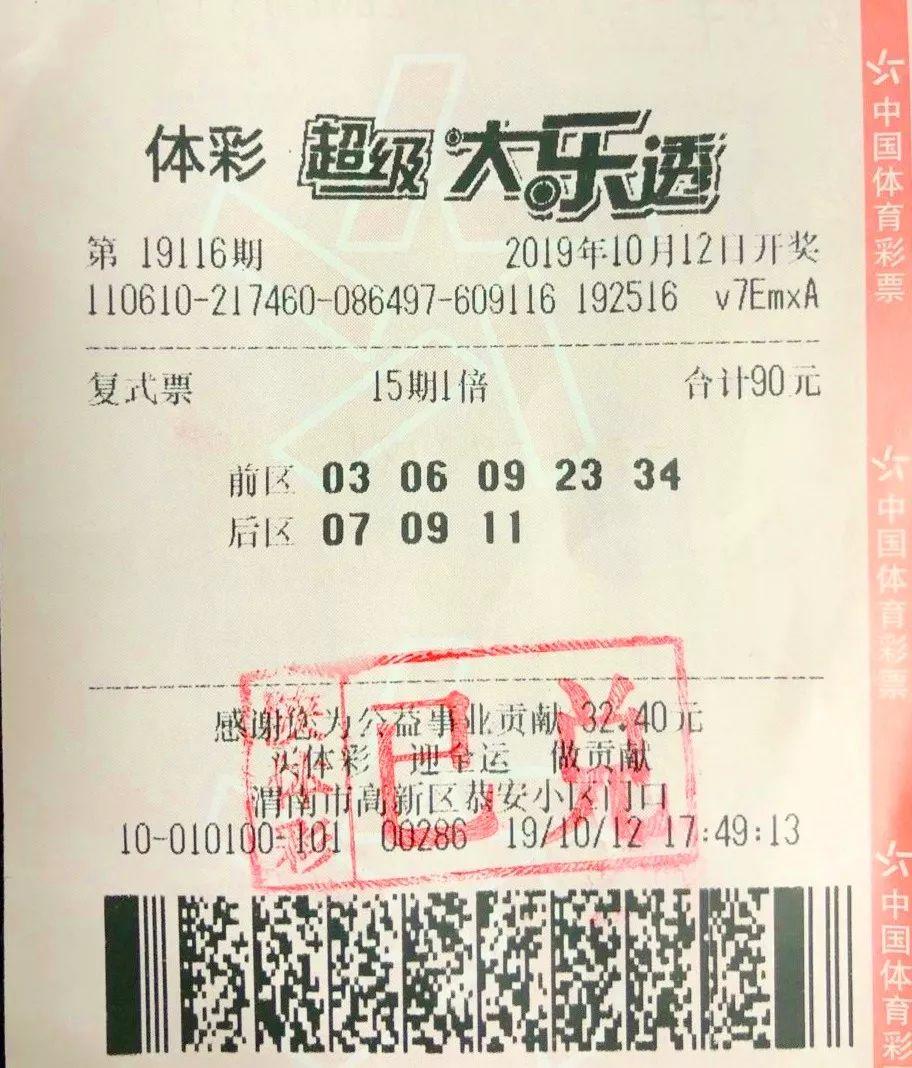 体彩 超级大乐透
第 19116期 2019年10月12日开奖
110610-217460-086497-609116 192516 v7EmxA
复式票 15期1倍 合计90元
前区 03 06 09 23 34
后区 07 09 11
感谢您为公益事业贡献 32.40元
买体彩 迎全运 做贡献
渭南市高新区恭安小区门口
10-010100-101 00286 19/10/12 17:49:13
已兑
中国体育彩票
中国体育彩票
中国体育彩